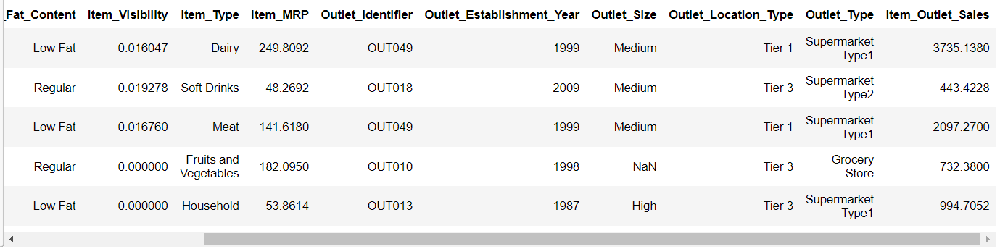 _Fat_Content Item_Visibility Item_Type Item_MRP Outlet_Identifier Outlet_Establishment_Year Outlet_Size Outlet_Location_Type Outlet_Type Item_Outlet_Sales
Low Fat 0.016047 Dairy 249.8092 OUT049 1999 Medium Tier 1 Supermarket Type1 3735.1380
Regular 0.019278 Soft Drinks 48.2692 OUT018 2009 Medium Tier 3 Supermarket Type2 443.4228
Low Fat 0.016760 Meat 141.6180 OUT049 1999 Medium Tier 1 Supermarket Type1 2097.2700
Regular 0.000000 Fruits and Vegetables 182.0950 OUT010 1998 NaN Tier 3 Grocery Store 732.3800
Low Fat 0.000000 Household 53.8614 OUT013 1987 High Tier 3 Supermarket Type1 994.7052